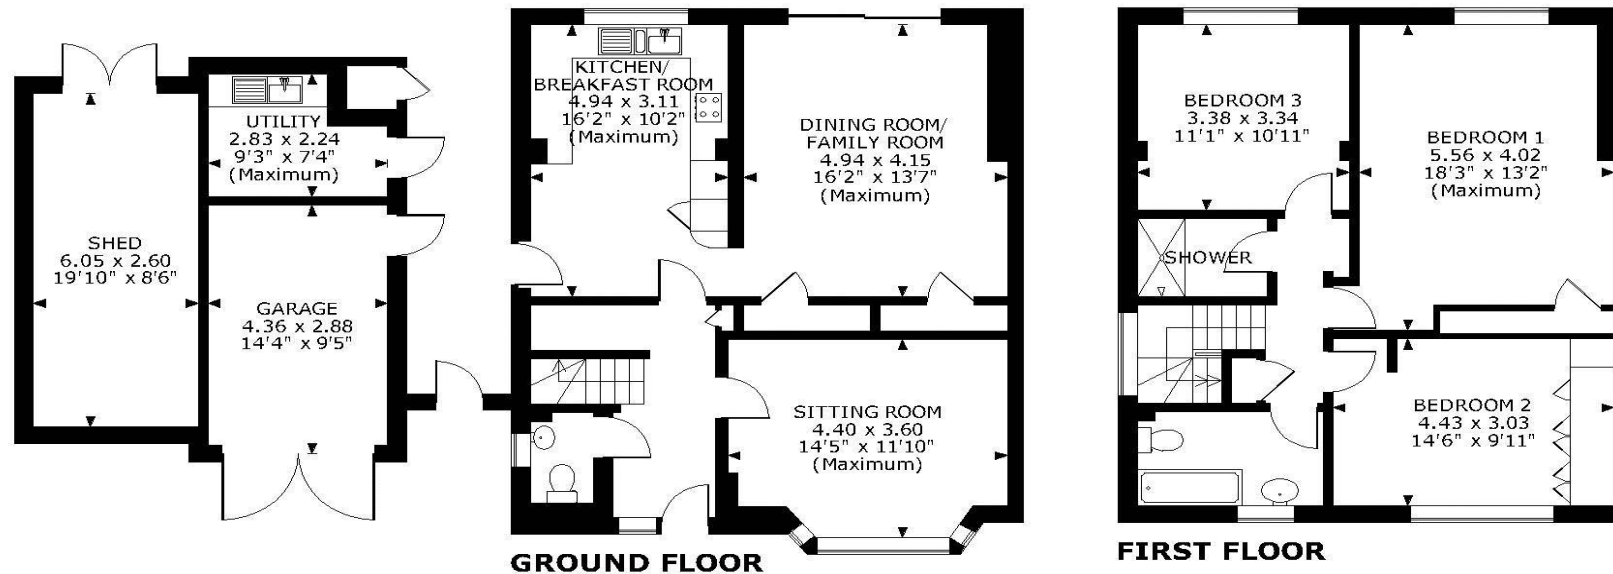 KITCHEN/
BREAKFAST ROOM
4.94 x 3.11
16'2" x 10'2"
(Maximum)
UTILITY
2.83 x 2.24
9'3" x 7'4"
(Maximum)
DINING ROOM/
FAMILY ROOM
4.94 x 4.15
16'2" x 13'7"
(Maximum)
SHED
6.05 x 2.60
19'10" x 8'6"
GARAGE
4.36 x 2.88
14'4" x 9'5"
SITTING ROOM
4.40 x 3.60
14'5" x 11'10"
(Maximum)
GROUND FLOOR
BEDROOM 3
3.38 x 3.34
11'1" x 10'11"
BEDROOM 1
5.56 x 4.02
18'3" x 13'2"
(Maximum)
SHOWER
BEDROOM 2
4.43 x 3.03
14'6" x 9'11"
FIRST FLOOR